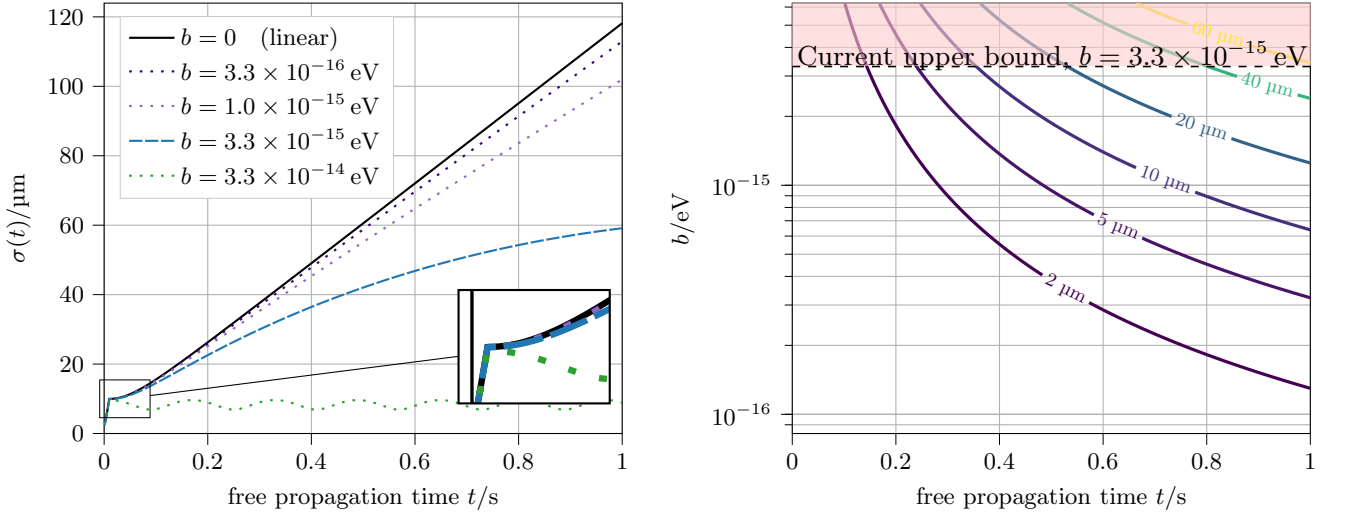 σ(t)/µm
120
100
80
60
40
20
0
b = 0 (linear)
b = 3.3 × 10⁻¹⁶ eV
b = 1.0 × 10⁻¹⁵ eV
b = 3.3 × 10⁻¹⁵ eV
b = 3.3 × 10⁻¹⁴ eV
0 0.2 0.4 0.6 0.8 1
free propagation time t/s
b/eV
10⁻¹⁵
10⁻¹⁶
60 µm
Current upper bound, b = 3.3 × 10⁻¹⁵ eV
40 µm
20 µm
10 µm
5 µm
2 µm
0 0.2 0.4 0.6 0.8 1
free propagation time t/s